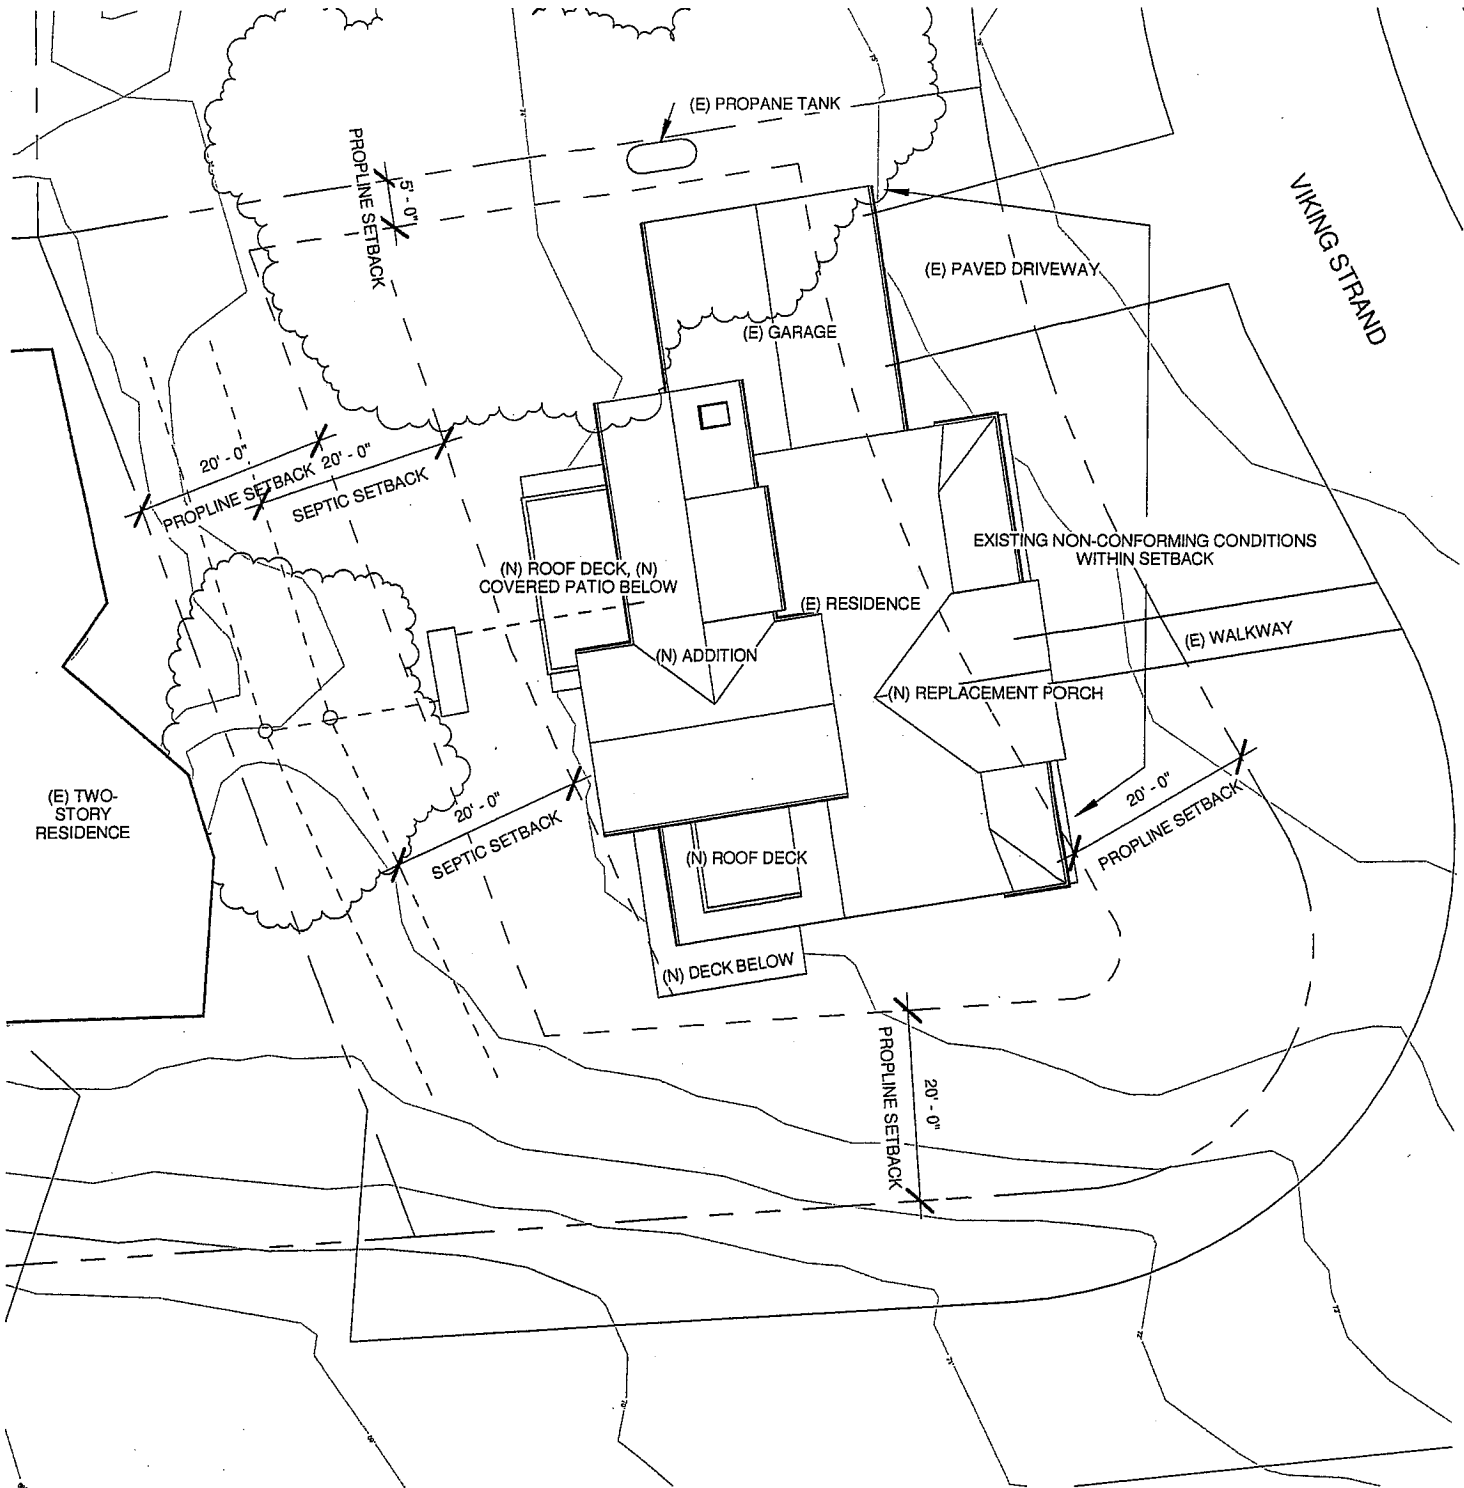 (E) PROPANE TANK
PROPLINE SETBACK
5' - 0"
VIKING STRAND
(E) PAVED DRIVEWAY
(E) GARAGE
20' - 0"
PROPLINE SETBACK
20' - 0"
SEPTIC SETBACK
EXISTING NON-CONFORMING CONDITIONS
WITHIN SETBACK
(N) ROOF DECK, (N)
COVERED PATIO BELOW
(E) RESIDENCE
(E) WALKWAY
(N) ADDITION
(N) REPLACEMENT PORCH
(E) TWO-
STORY
RESIDENCE
20' - 0"
SEPTIC SETBACK
20' - 0"
PROPLINE SETBACK
(N) ROOF DECK
(N) DECK BELOW
PROPLINE SETBACK
20' - 0"